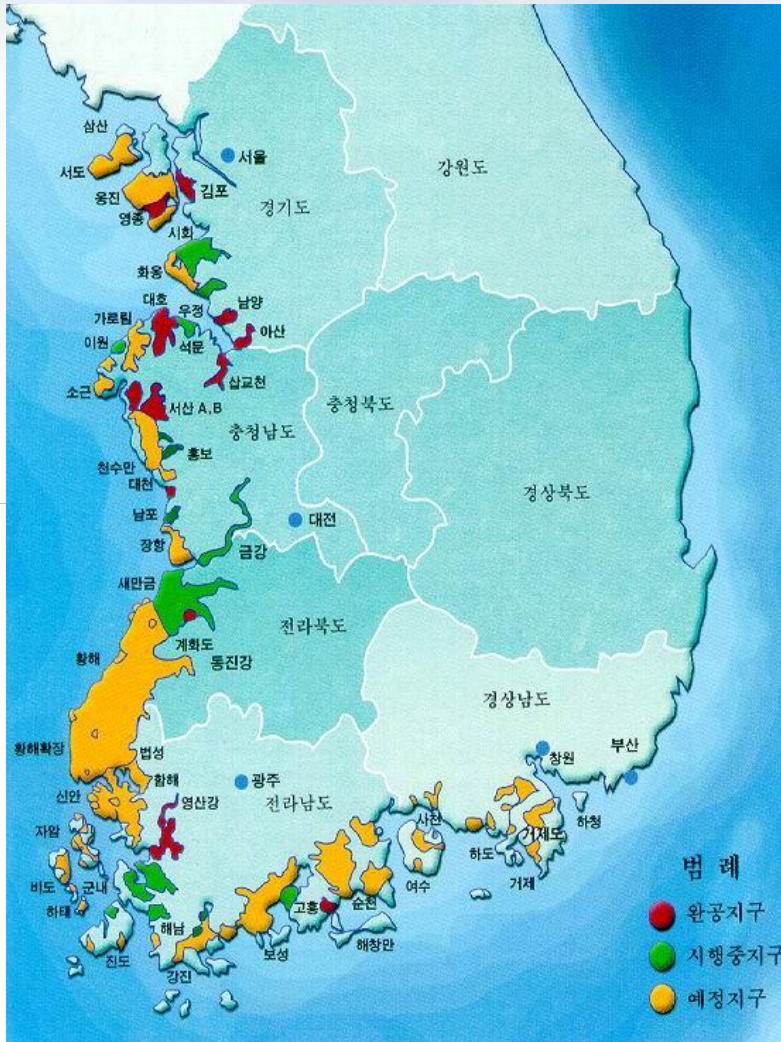 삼산
서울
강원도
서도
옹진
김포
영종
경기도
시화
화옹
대호
우정
남양
가로림
아산
이원
석문
삽교천
소근
서산 A,B
충청북도
충청남도
홍보
천수만
대천
경상북도
남포
대전
장항
금강
새만금
전라북도
계화도
황해
동진강
경상남도
황해확장
법성
부산
창원
함해
광주
신안
영산강
전라남도
사천
하청
자암
거제도
하도
비도
군내
여수
거제
범 례
하태
고흥
순천
완공지구
해남
해창만
진도
보성
시행중지구
강진
예정지구